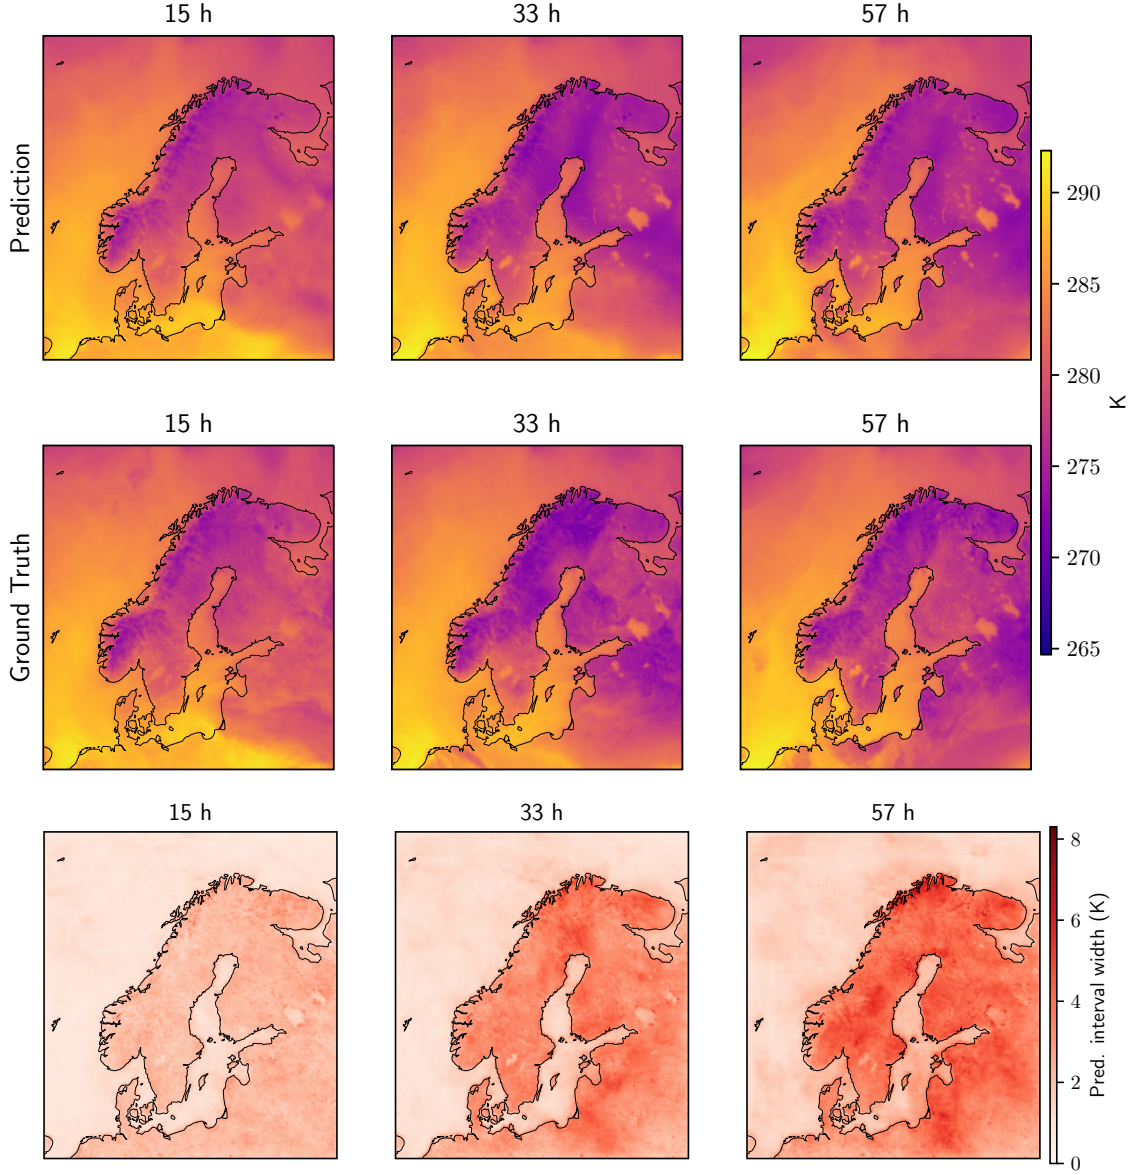 15 h
33 h
57 h
Prediction
290
285
280
275
270
265
K
15 h
33 h
57 h
Ground Truth
15 h
33 h
57 h
8
6
4
2
0
Pred. interval width (K)